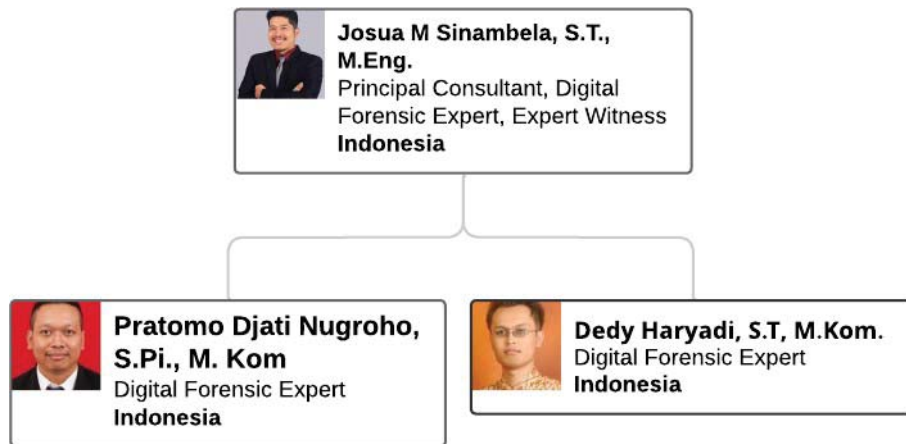 Josua M Sinambela, S.T.,
M.Eng.
Principal Consultant, Digital
Forensic Expert, Expert Witness
Indonesia
Pratomo Djati Nugroho,
S.Pi., M. Kom
Digital Forensic Expert
Indonesia
Dedy Haryadi, S.T, M.Kom.
Digital Forensic Expert
Indonesia